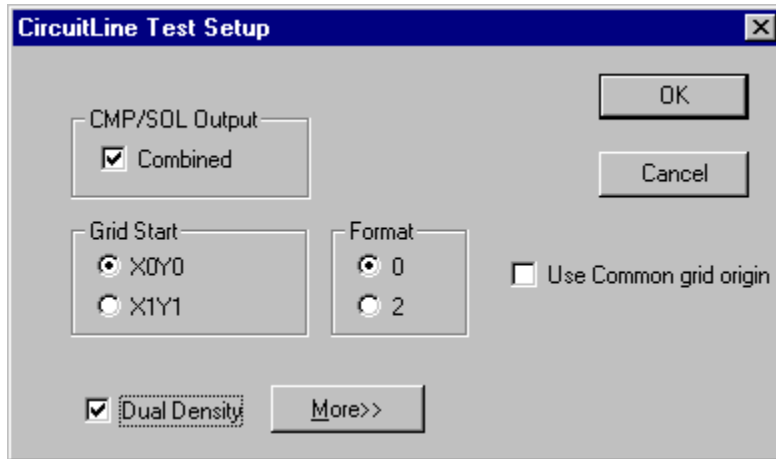 CircuitLine Test Setup
CMP/SOL Output
Combined
OK
Cancel
Grid Start
X0Y0
X1Y1
Format
0
2
Use Common grid origin
Dual Density
More>>